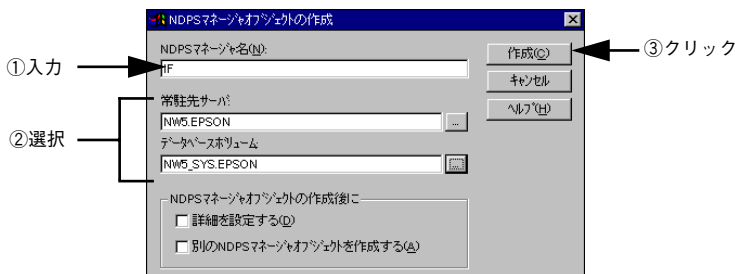 NDPSマネージャオブジェクトの作成
NDPSマネージャ名(N):
①入力
IF
常駐先サーバ:
NW5.EPSON
...
②選択
データベースボリューム:
NW5_SYS.EPSON
...
作成(C)
③クリック
キャンセル
ヘルプ(H)
NDPSマネージャオブジェクトの作成後に
詳細を設定する(D)
別のNDPSマネージャオブジェクトを作成する(A)